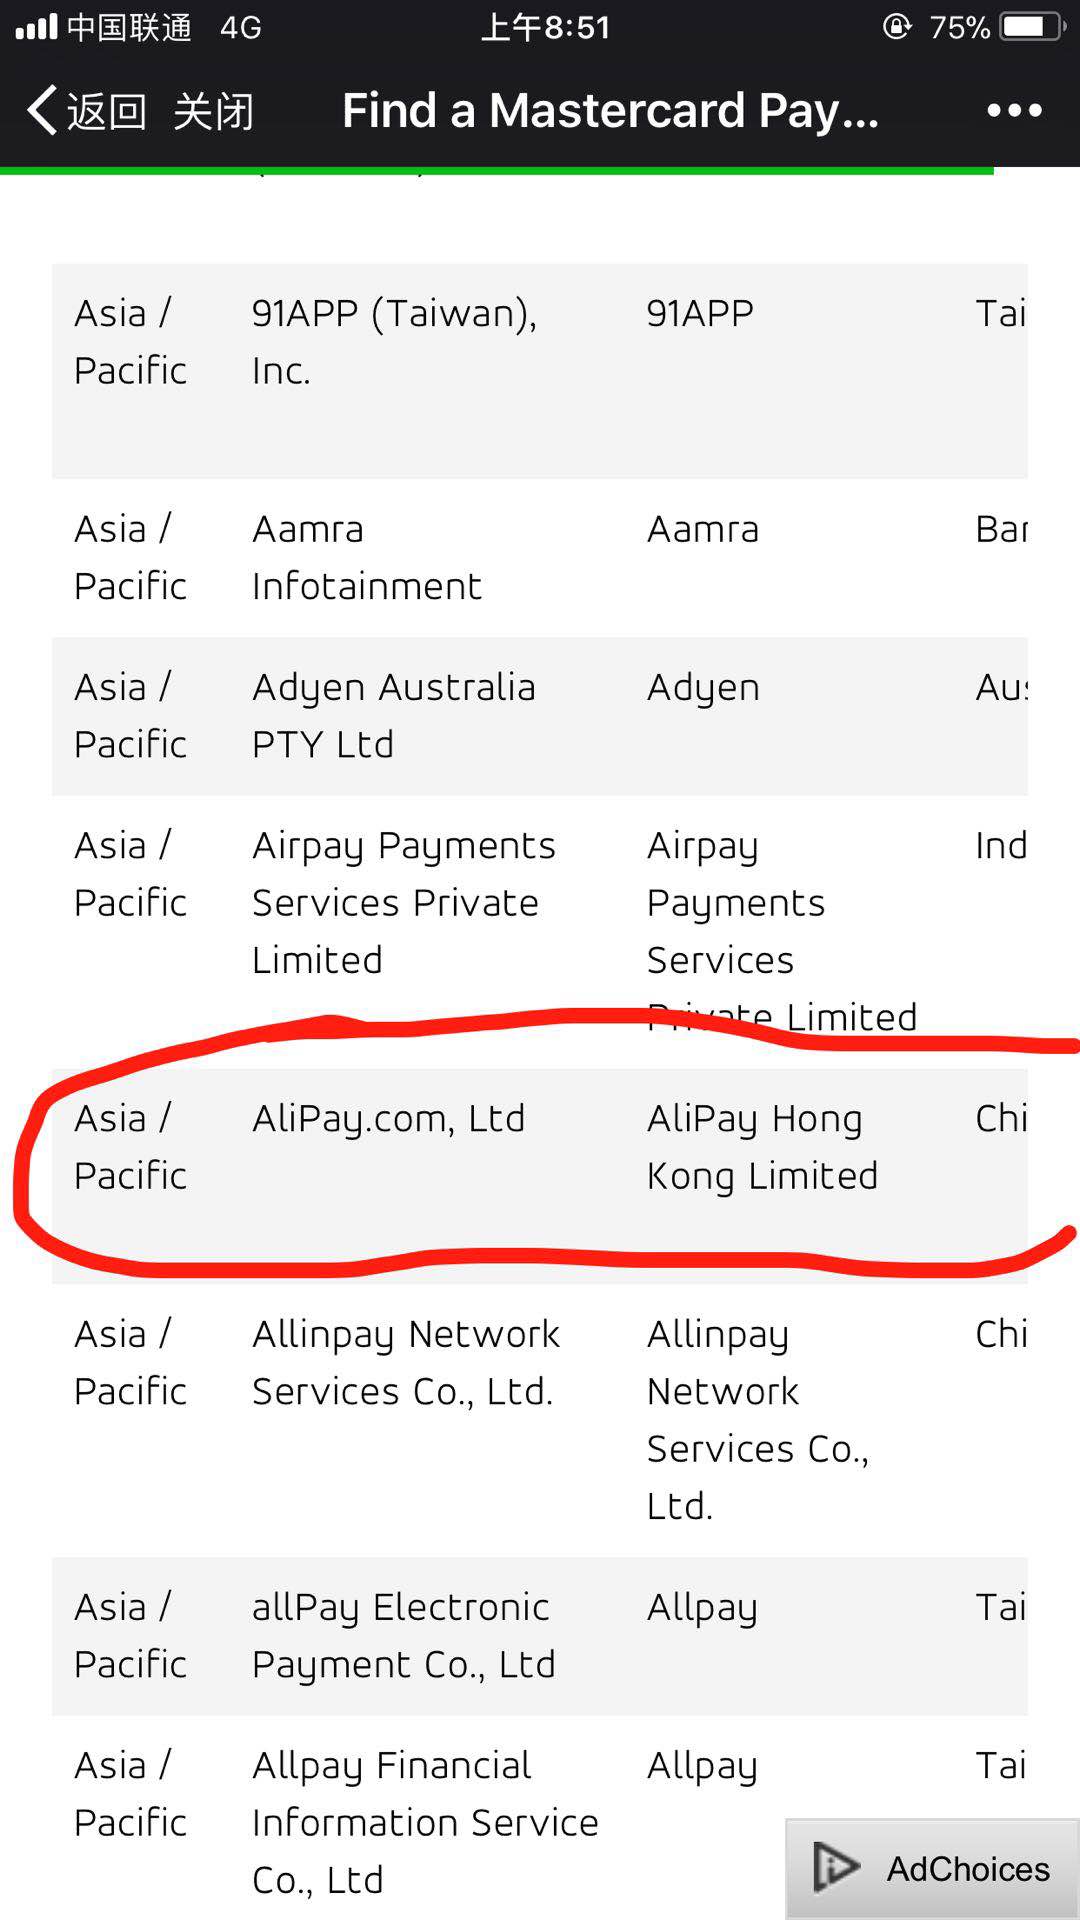 中国联通 4G 上午8:51 75%
返回 关闭 Find a Mastercard Pay...
Asia / 91APP (Taiwan), 91APP Tai
Pacific Inc.
Asia / Aamra Aamra Bar
Pacific Infotainment
Asia / Adyen Australia Adyen Aus
Pacific PTY Ltd
Asia / Airpay Payments Airpay Ind
Pacific Services Private Payments
Limited Services
Private Limited
Asia / AliPay.com, Ltd AliPay Hong Chi
Pacific Kong Limited
Asia / Allinpay Network Allinpay Chi
Pacific Services Co., Ltd. Network
Services Co.,
Ltd.
Asia / allPay Electronic Allpay Tai
Pacific Payment Co., Ltd
Asia / Allpay Financial Allpay Tai
Pacific Information Service
Co., Ltd
AdChoices